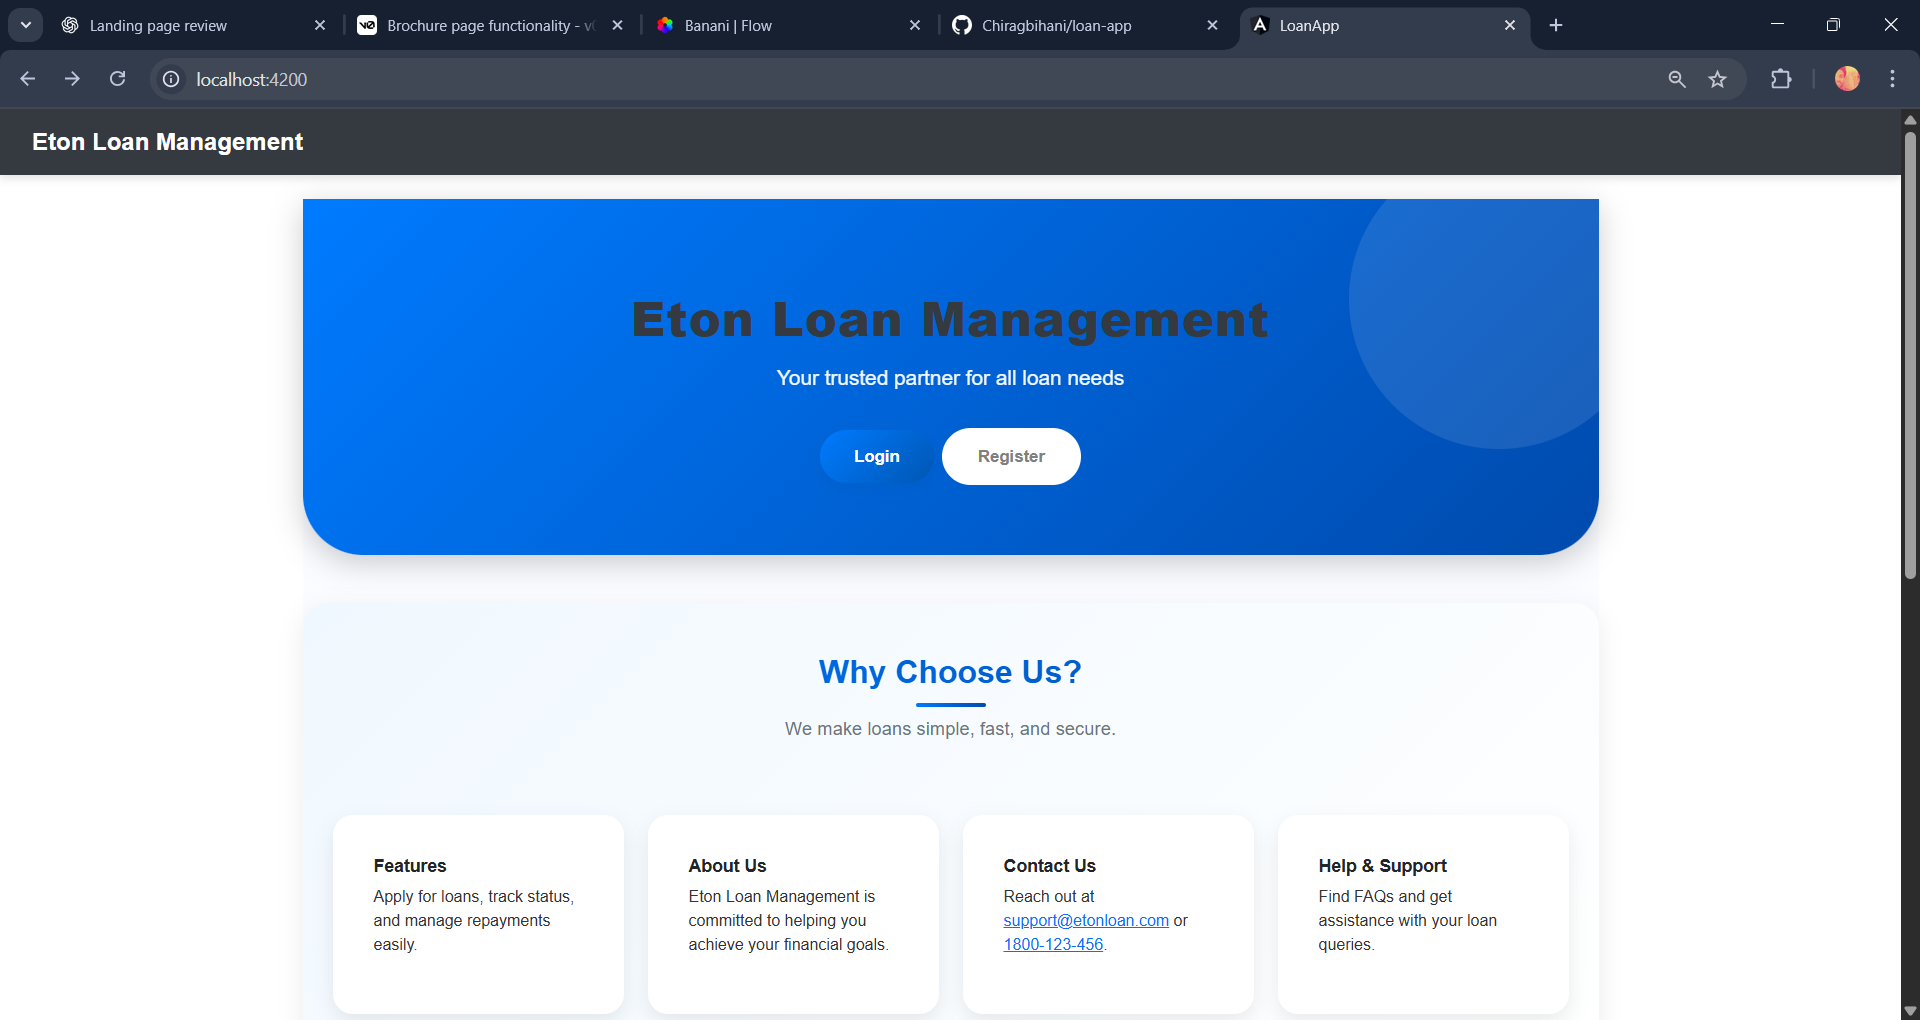 Landing page review
Brochure page functionality - v
Banani | Flow
Chiragbihani/loan-app
LoanApp
localhost:4200
Eton Loan Management
Eton Loan Management
Your trusted partner for all loan needs
Login
Register
Why Choose Us?
We make loans simple, fast, and secure.
Features
Apply for loans, track status,
and manage repayments
easily.
About Us
Eton Loan Management is
committed to helping you
achieve your financial goals.
Contact Us
Reach out at
support@etonloan.com or
1800-123-456.
Help & Support
Find FAQs and get
assistance with your loan
queries.